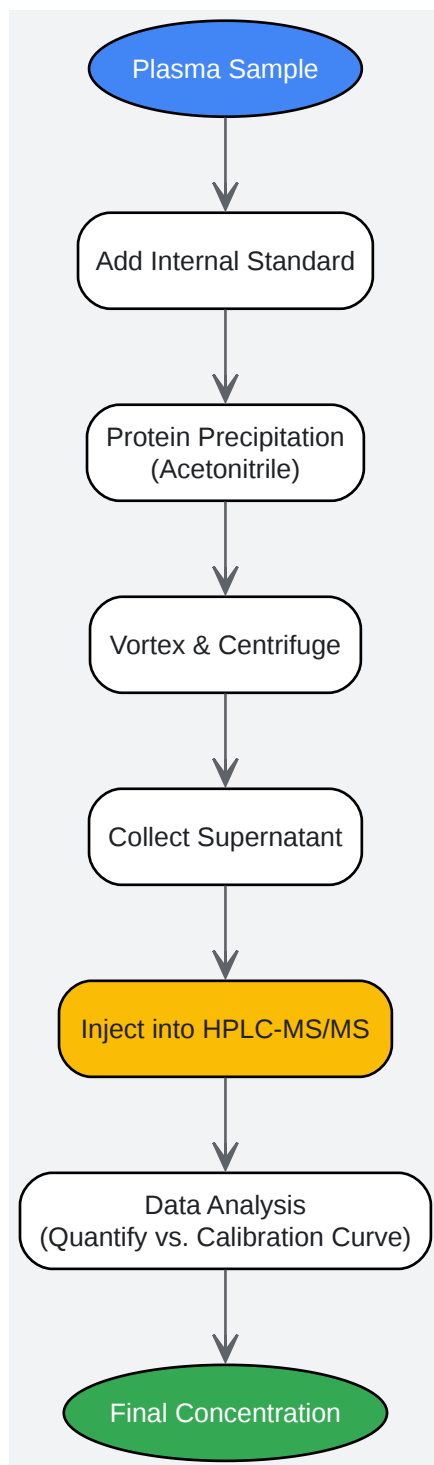 Plasma Sample
Add Internal Standard
Protein Precipitation
(Acetonitrile)
Vortex & Centrifuge
Collect Supernatant
Inject into HPLC-MS/MS
Data Analysis
(Quantify vs. Calibration Curve)
Final Concentration